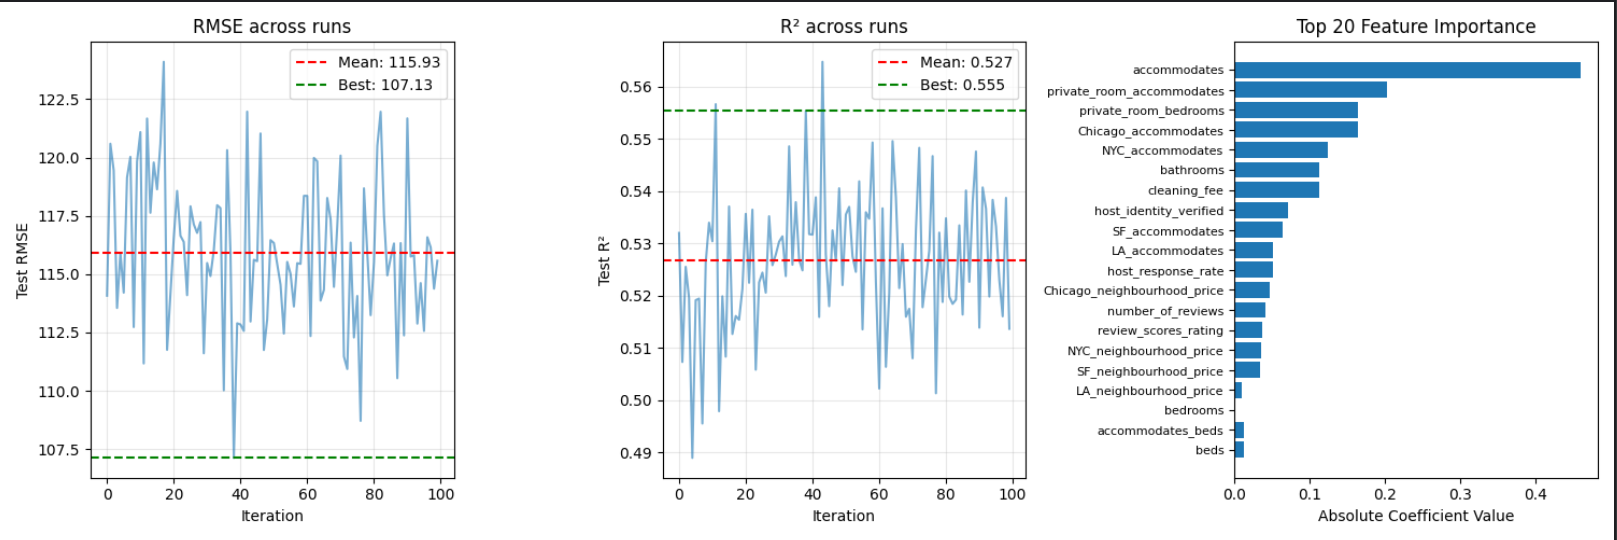 RMSE across runs
Mean: 115.93
Best: 107.13
122.5
120.0
117.5
115.0
112.5
110.0
107.5
Test RMSE
0 20 40 60 80 100
Iteration
R² across runs
Mean: 0.527
Best: 0.555
0.56
0.55
0.54
0.53
0.52
0.51
0.50
0.49
Test R²
0 20 40 60 80 100
Iteration
Top 20 Feature Importance
accommodates
private_room_accommodates
private_room_bedrooms
Chicago_accommodates
NYC_accommodates
bathrooms
cleaning_fee
host_identity_verified
SF_accommodates
LA_accommodates
host_response_rate
Chicago_neighbourhood_price
number_of_reviews
review_scores_rating
NYC_neighbourhood_price
SF_neighbourhood_price
LA_neighbourhood_price
bedrooms
accommodates_beds
beds
0.0 0.1 0.2 0.3 0.4
Absolute Coefficient Value